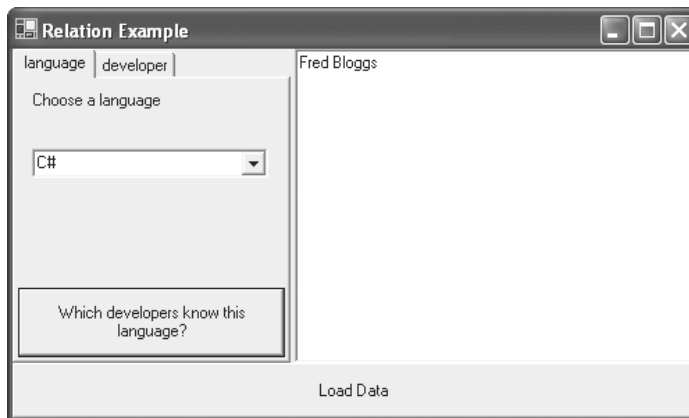 Relation Example
language developer
Fred Bloggs
Choose a language
C#
Which developers know this
language?
Load Data